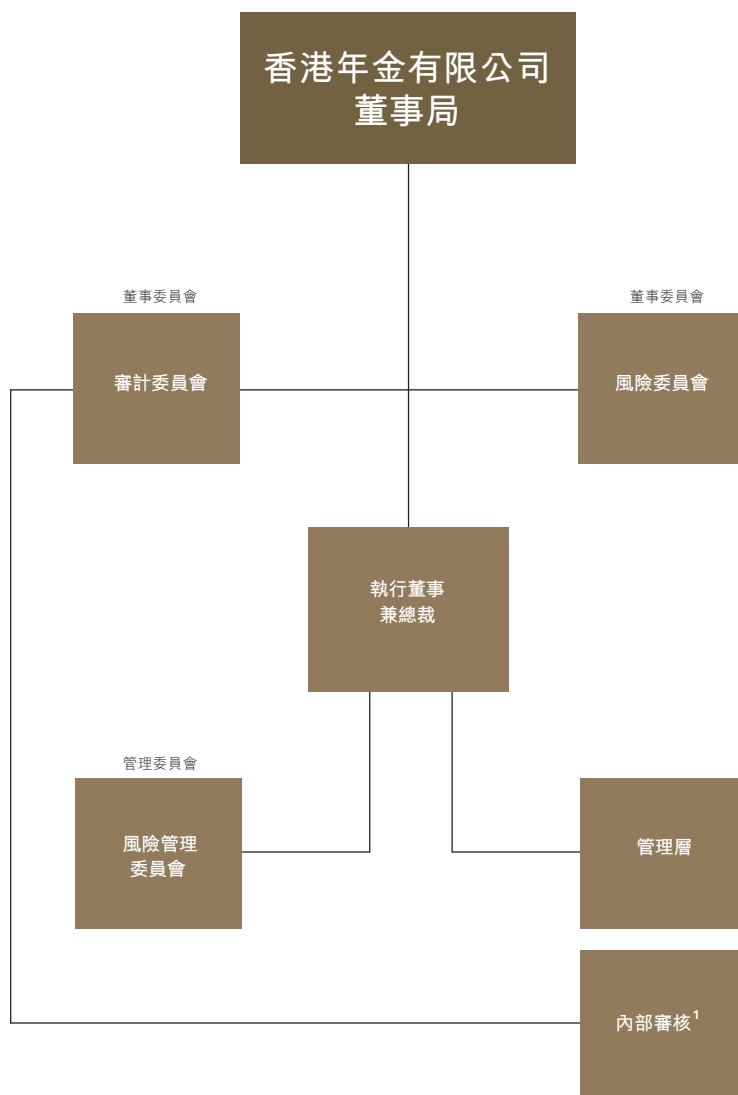 香港年金有限公司
董事局
董事委員會
董事委員會
審計委員會
風險委員會
執行董事
兼總裁
管理委員會
風險管理
委員會
管理層
內部審核¹